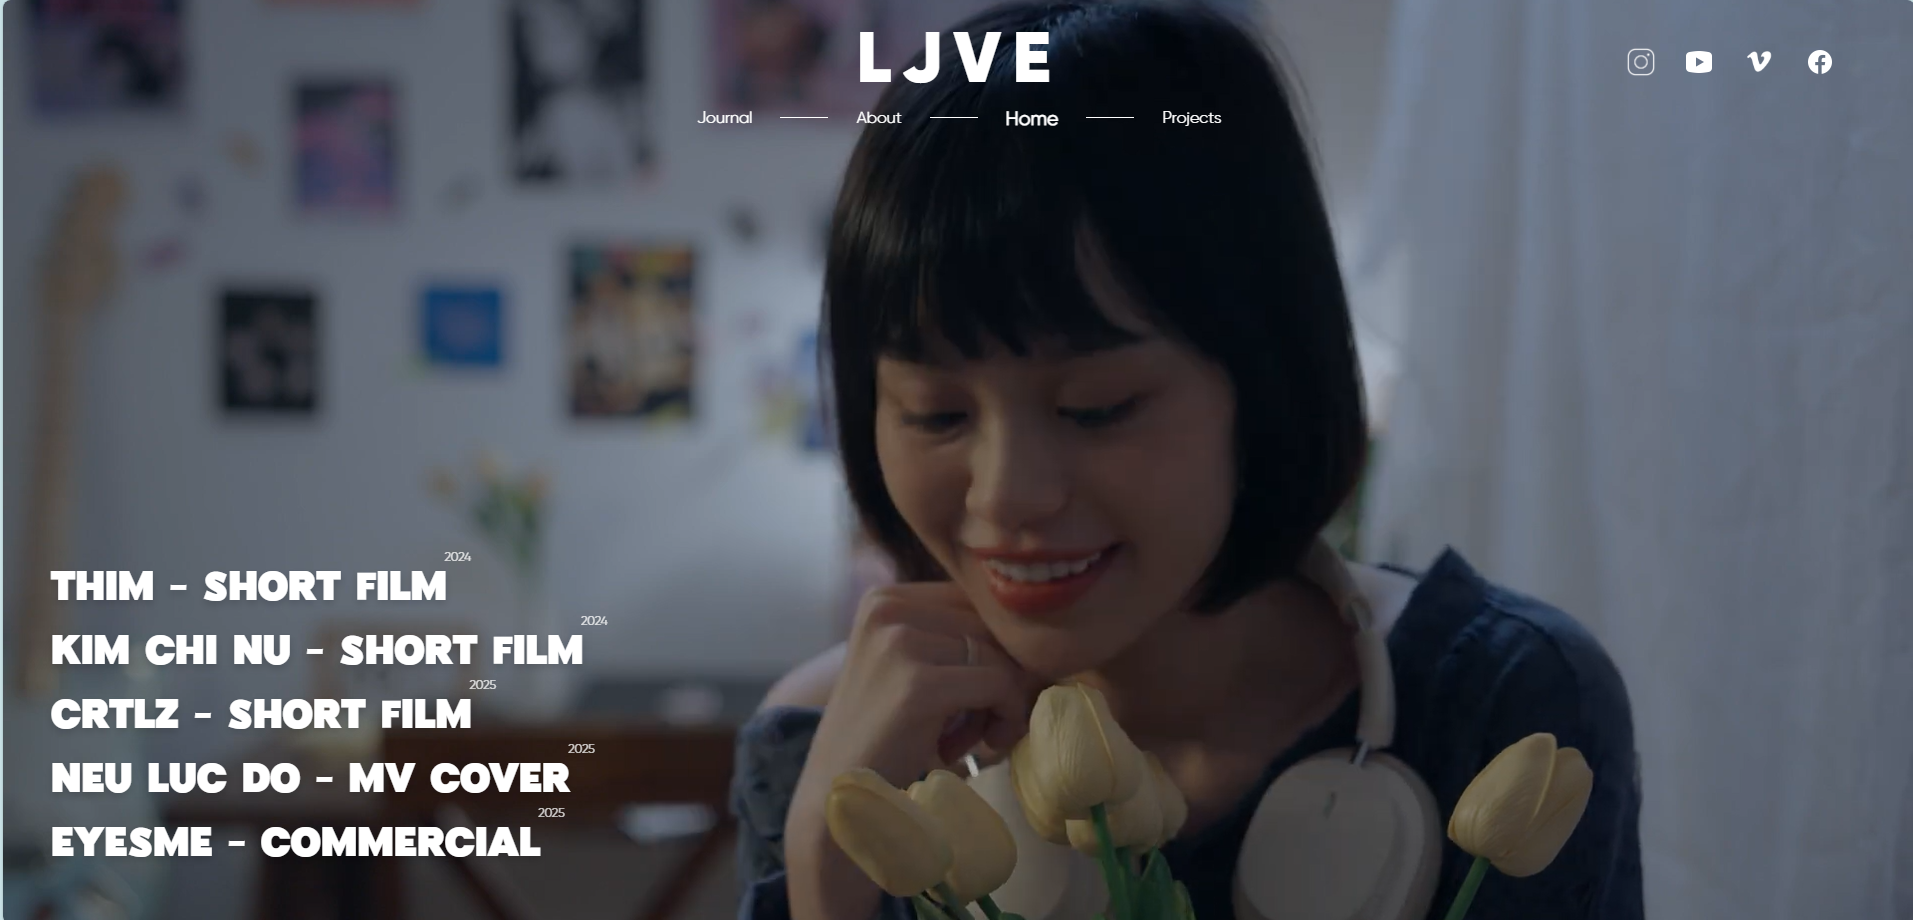 LJVE
Journal About Home Projects
2024
THIM - SHORT FILM
2024
KIM CHI NU - SHORT FILM
2025
CRTLZ - SHORT FILM
2025
NEU LUC DO - MV COVER
2025
EYESME - COMMERCIAL